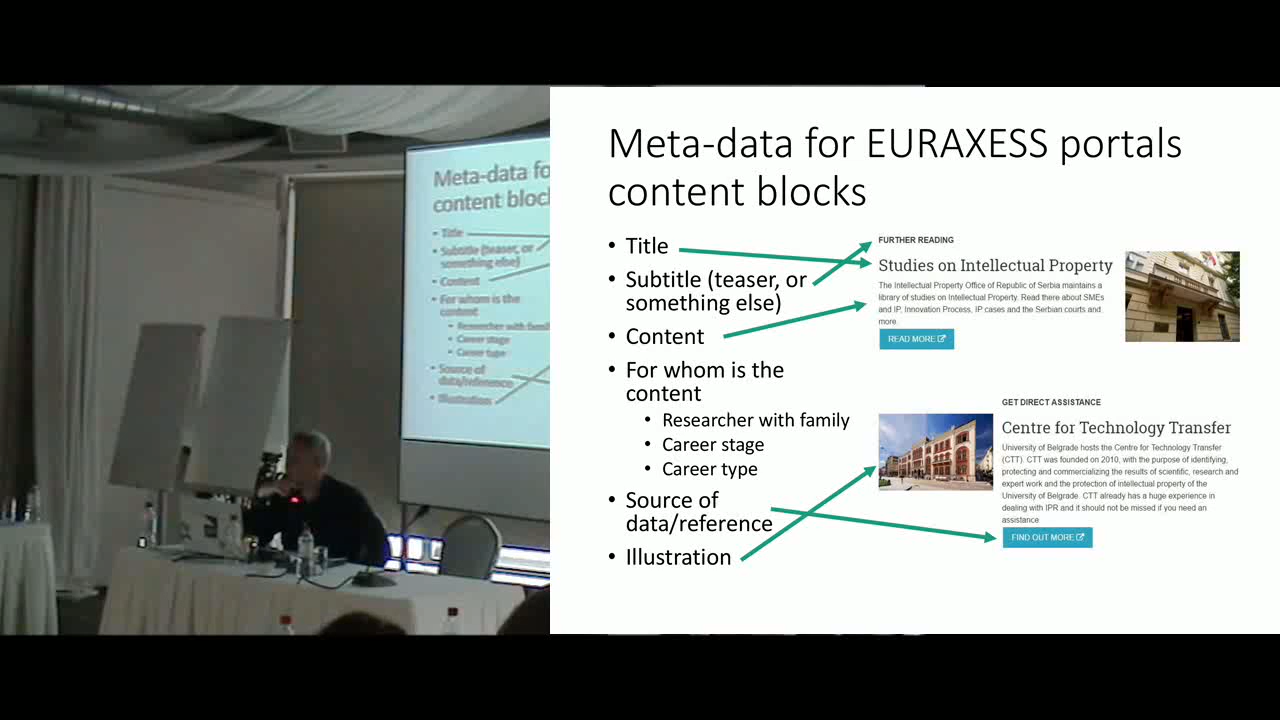 Meta-data fo
content bloc
• Title
• Subtitle (teaser, or
something else)
• Content
• For whom is the
content
• Researcher with famil
• Career stage
• Career type
• Source of
data/reference
• Illustration
Meta-data for EURAXESS portals
content blocks
• Title
• Subtitle (teaser, or
something else)
• Content
• For whom is the
content
• Researcher with family
• Career stage
• Career type
• Source of
data/reference
• Illustration
FURTHER READING
Studies on Intellectual Property
The Intellectual Property Office of Republic of Serbia maintains a
library of studies on Intellectual Property. Read there about SMEs
and IP, Innovation Process, IP cases and the Serbian courts and
more.
READ MORE
GET DIRECT ASSISTANCE
Centre for Technology Transfer
University of Belgrade hosts the Centre for Technology Transfer
(CTT). CTT was founded on 2010, with the purpose of identifying,
protecting and commercializing the results of scientific, research and
expert work and the protection of intellectual property of the
University of Belgrade. CTT already has a huge experience in
dealing with IPR and it should not be missed if you need an
assistance
FIND OUT MORE